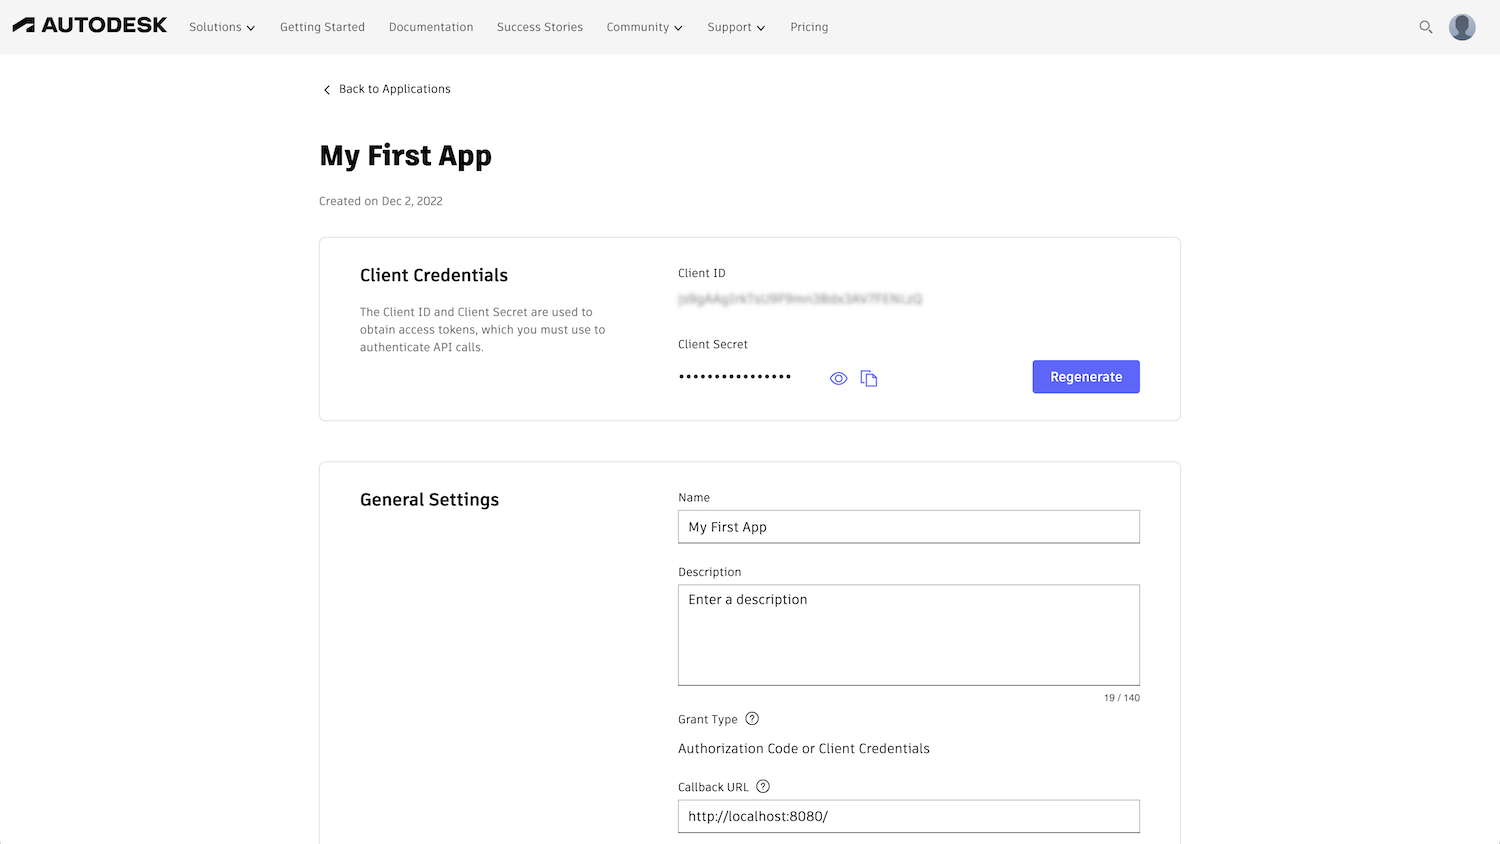 AUTODESK Solutions Getting Started Documentation Success Stories Community Support Pricing
Back to Applications
My First App
Created on Dec 2, 2022
Client Credentials
The Client ID and Client Secret are used to
obtain access tokens, which you must use to
authenticate API calls.
Client ID
Client Secret
••••••••••••••••
Regenerate
General Settings
Name
My First App
Description
Enter a description
19 / 140
Grant Type ?
Authorization Code or Client Credentials
Callback URL ?
http://localhost:8080/